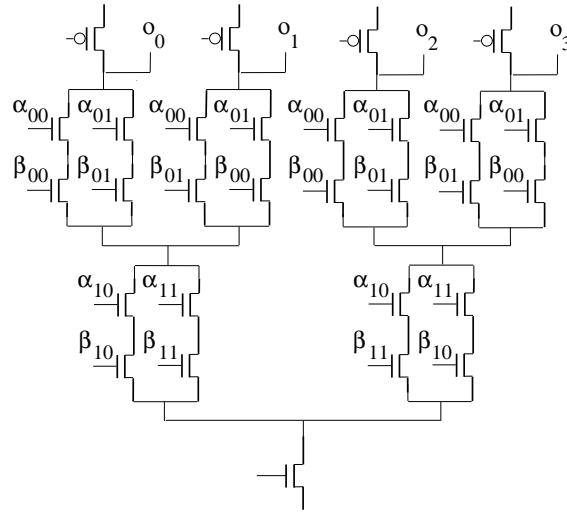 o₀ o₁ o₂ o₃
α₀₀ α₀₁ α₀₀ α₀₁ α₀₀ α₀₁ α₀₀ α₀₁
β₀₀ β₀₁ β₀₁ β₀₀ β₀₀ β₀₁ β₀₁ β₀₀
α₁₀ α₁₁ α₁₀ α₁₁
β₁₀ β₁₁ β₁₁ β₁₀